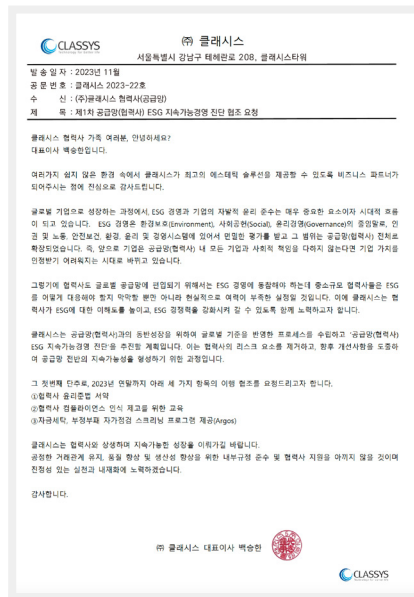 CLASSYS
㈜ 클래시스
서울특별시 강남구 테헤란로 208, 클래시스타워
발 송 일 자 : 2023년 11월
공 문 번 호 : 클래시스 2023-22호
수 신 : (주)클래시스 협력사(공급망)
제 목 : 제1차 공급망(협력사) ESG 지속가능경영 진단 협조 요청
클래시스 협력사 가족 여러분, 안녕하세요?
대표이사 백승한입니다.
여러가지 쉽지 않은 환경 속에서 클래시스가 최고의 에스테틱 솔루션을 제공할 수 있도록 비즈니스 파트너가
되어주시는 점에 진심으로 감사드립니다.
글로벌 기업으로 성장하는 과정에서, ESG 경영과 기업의 자발적 윤리 준수는 매우 중요한 요소이자 시대적 흐름
이 되고 있습니다. ESG 경영은 환경보호(Environment), 사회공헌(Social), 윤리경영(Governance)의 줄임말로, 인
권 및 노동, 안전보건, 환경, 윤리 및 경영시스템에 있어서 면밀한 평가를 받고 그 범위는 공급망(협력사) 전체로
확장되었습니다. 즉, 앞으로 기업은 공급망(협력사) 내 모든 기업과 사회적 책임을 다하지 않는다면 기업 가치를
인정받기 어려워지는 시대로 바뀌고 있습니다.
그렇기에 협력사도 글로벌 공급망에 편입되기 위해서는 ESG 경영에 동참해야 하는데 중소규모 협력사들은 ESG
를 어떻게 대응해야 할지 막막할 뿐만 아니라 현실적으로 여력이 부족한 실정일 것입니다. 이에 클래시스는 협
력사가 ESG에 대한 이해도를 높이고, ESG 경쟁력을 강화시켜 갈 수 있도록 함께 노력하고자 합니다.
클래시스는 공급망(협력사)과의 동반성장을 위하여 글로벌 기준을 반영한 프로세스를 수립하고 '공급망(협력사)
ESG 지속가능경영 진단'을 추진할 계획입니다. 이는 협력사의 리스크 요소를 제거하고, 향후 개선사항을 도출하
여 공급망 전반의 지속가능성을 형성하기 위한 과정입니다.
그 첫번째 단추로, 2023년 연말까지 아래 세 가지 항목의 이행 협조를 요청드리고자 합니다.
①협력사 윤리준법 서약
②협력사 컴플라이언스 인식 제고를 위한 교육
③자금세탁, 부정부패 자가점검 스크리닝 프로그램 제공(Argos)
클래시스는 협력사와 상생하며 지속가능한 성장을 이뤄가길 바랍니다.
공정한 거래관계 유지, 품질 향상 및 생산성 향상을 위한 내부규정 준수 및 협력사 지원을 아끼지 않을 것이며
진정성 있는 실천과 내재화에 노력하겠습니다.
감사합니다.
㈜ 클래시스 대표이사 백승한
CLASSYS